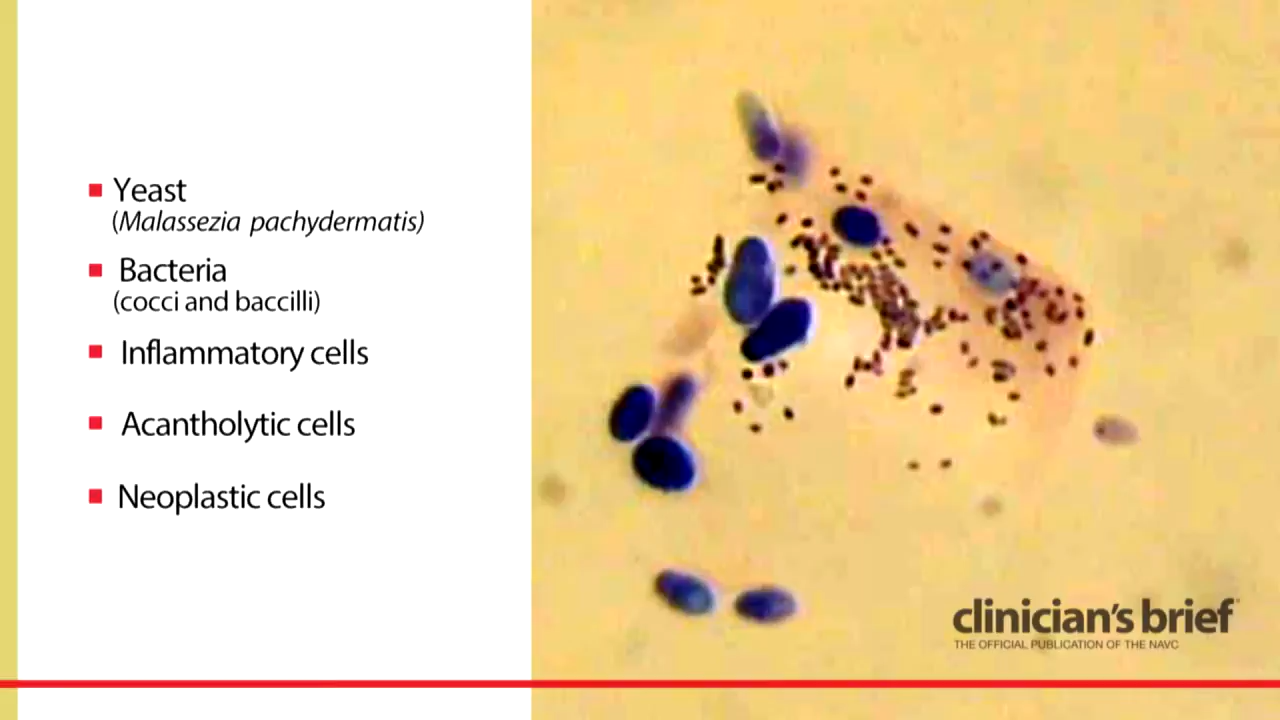 Yeast
(Malassezia pachydermatis)
Bacteria
(cocci and baccilli)
Inflammatory cells
Acantholytic cells
Neoplastic cells
clinician's brief
THE OFFICIAL PUBLICATION OF THE NAVC